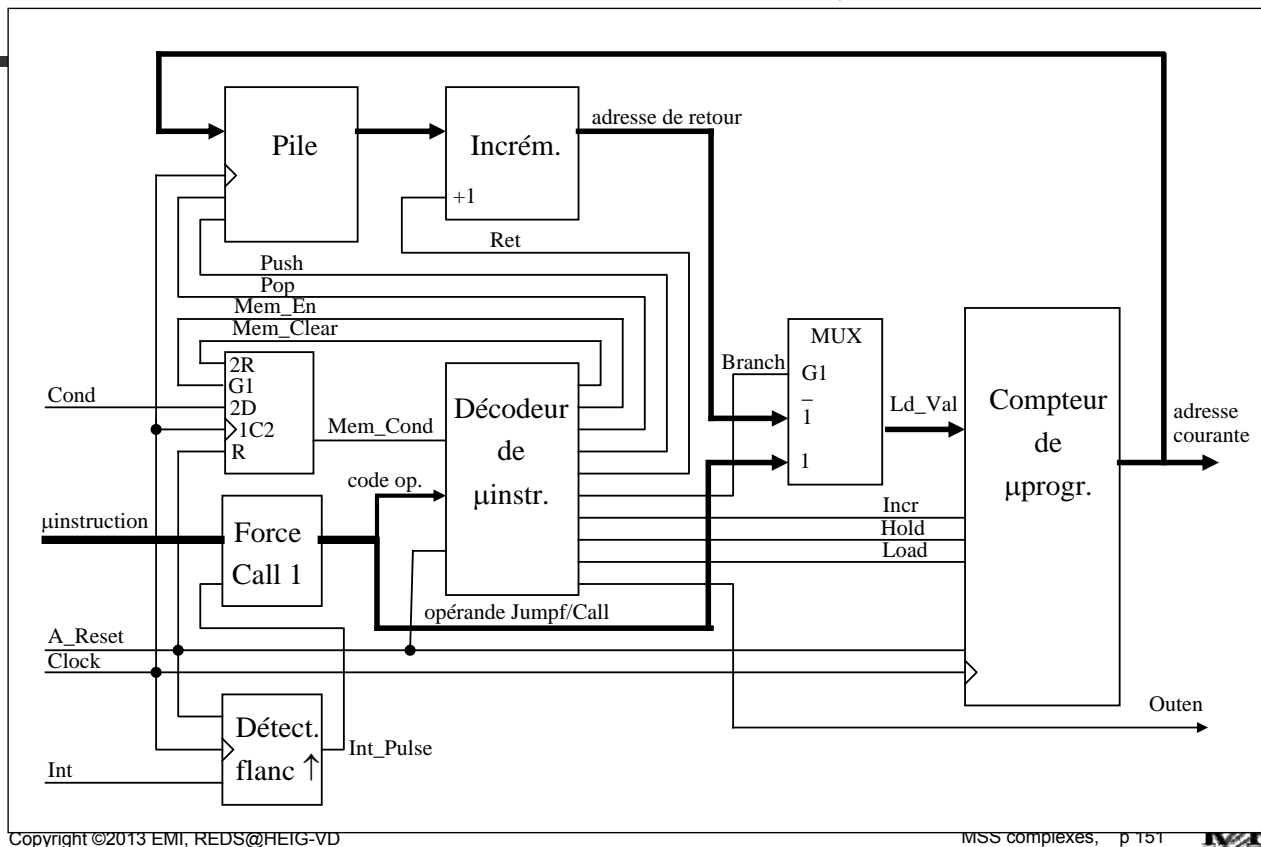 adresse de retour
Pile
Incrém.
+1
Ret
Push
Pop
Mem_En
Mem_Clear
MUX
Branch
G1
1
1
Ld_Val
Compteur
de
µprogr.
adresse
courante
2R
G1
2D
1C2
R
Cond
Mem_Cond
Décodeur
de
µinstr.
code op.
µinstruction
Force
Call 1
Incr
Hold
Load
opérande Jumpf/Call
A_Reset
Clock
Outen
Détect.
flanc ↑
Int_Pulse
Int
Copyright ©2013 EMI, REDS@HEIG-VD
MSS complexes, p 151